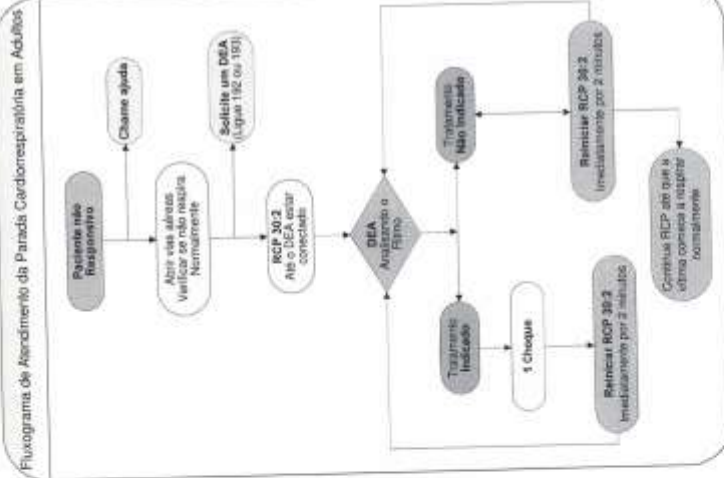 Fluxograma de Atendimento da Parada Cardiorrespiratória em Adultos
Paciente não
Responsivo
Chame ajuda
Abrir vias aéreas
Verificar se não respira
Normalmente
Solicite um DEA
(Ligue 192 ou 193)
RCP 30:2
Até o DEA estar
conectado
DEA
Analisando o
Ritmo
Tratamento
Indicado
Tratamento
Não Indicado
1 Choque
Reiniciar RCP 30:2
Imediatamente por 2 minutos
Reiniciar RCP 30:2
Imediatamente por 2 minutos
Continue RCP até que a
vítima comece a respirar
normalmente